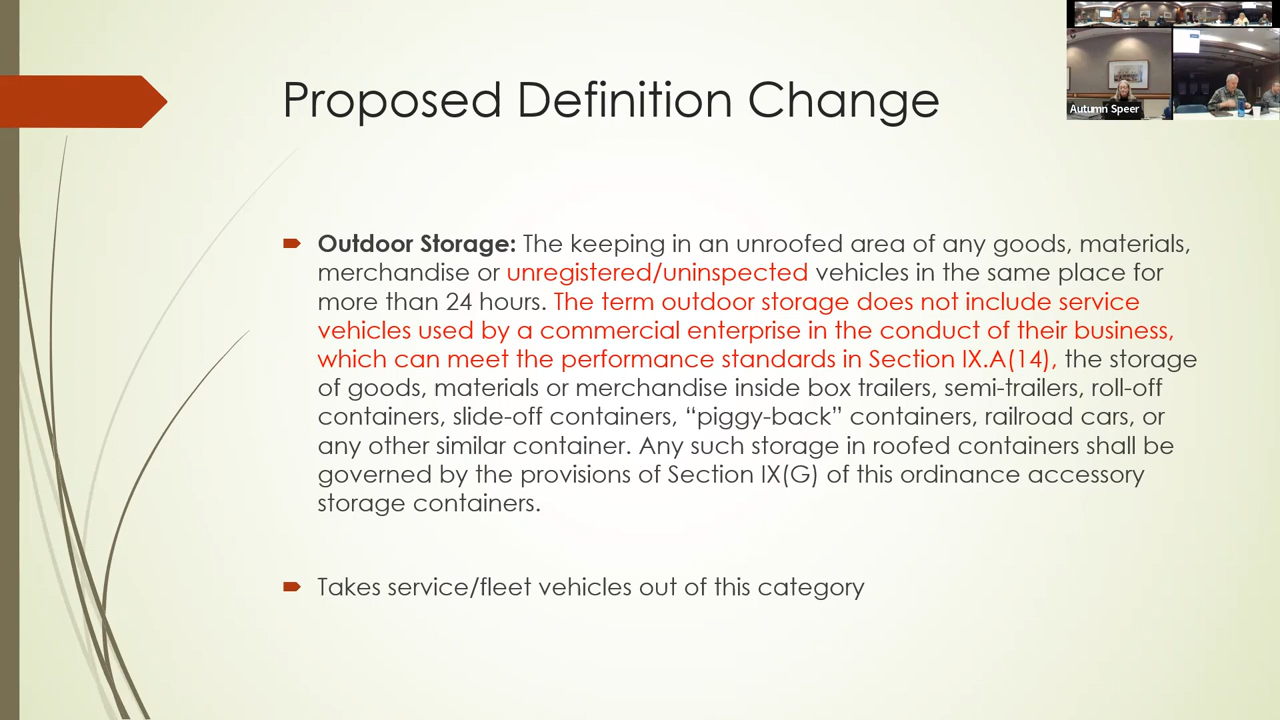 Proposed Definition Change
Autumn Speer
Outdoor Storage: The keeping in an unroofed area of any goods, materials,
merchandise or unregistered/uninspected vehicles in the same place for
more than 24 hours. The term outdoor storage does not include service
vehicles used by a commercial enterprise in the conduct of their business,
which can meet the performance standards in Section IX.A(14), the storage
of goods, materials or merchandise inside box trailers, semi-trailers, roll-off
containers, slide-off containers, “piggy-back” containers, railroad cars, or
any other similar container. Any such storage in roofed containers shall be
governed by the provisions of Section IX(G) of this ordinance accessory
storage containers.
Takes service/fleet vehicles out of this category